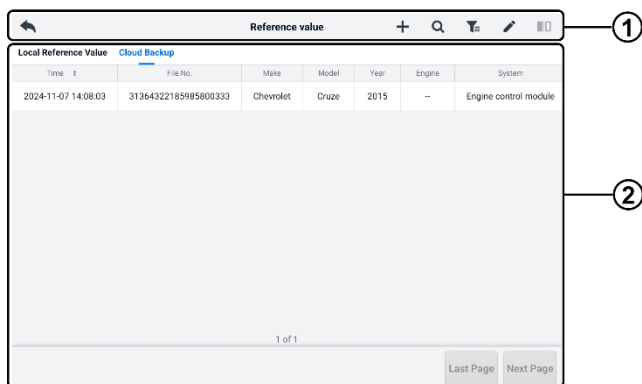 Reference value
1
Local Reference Value Cloud Backup
Time File No. Make Model Year Engine System
2024-11-07 14:08:03 31364322185985800333 Chevrolet Cruze 2015 -- Engine control module
2
1 of 1
Last Page Next Page